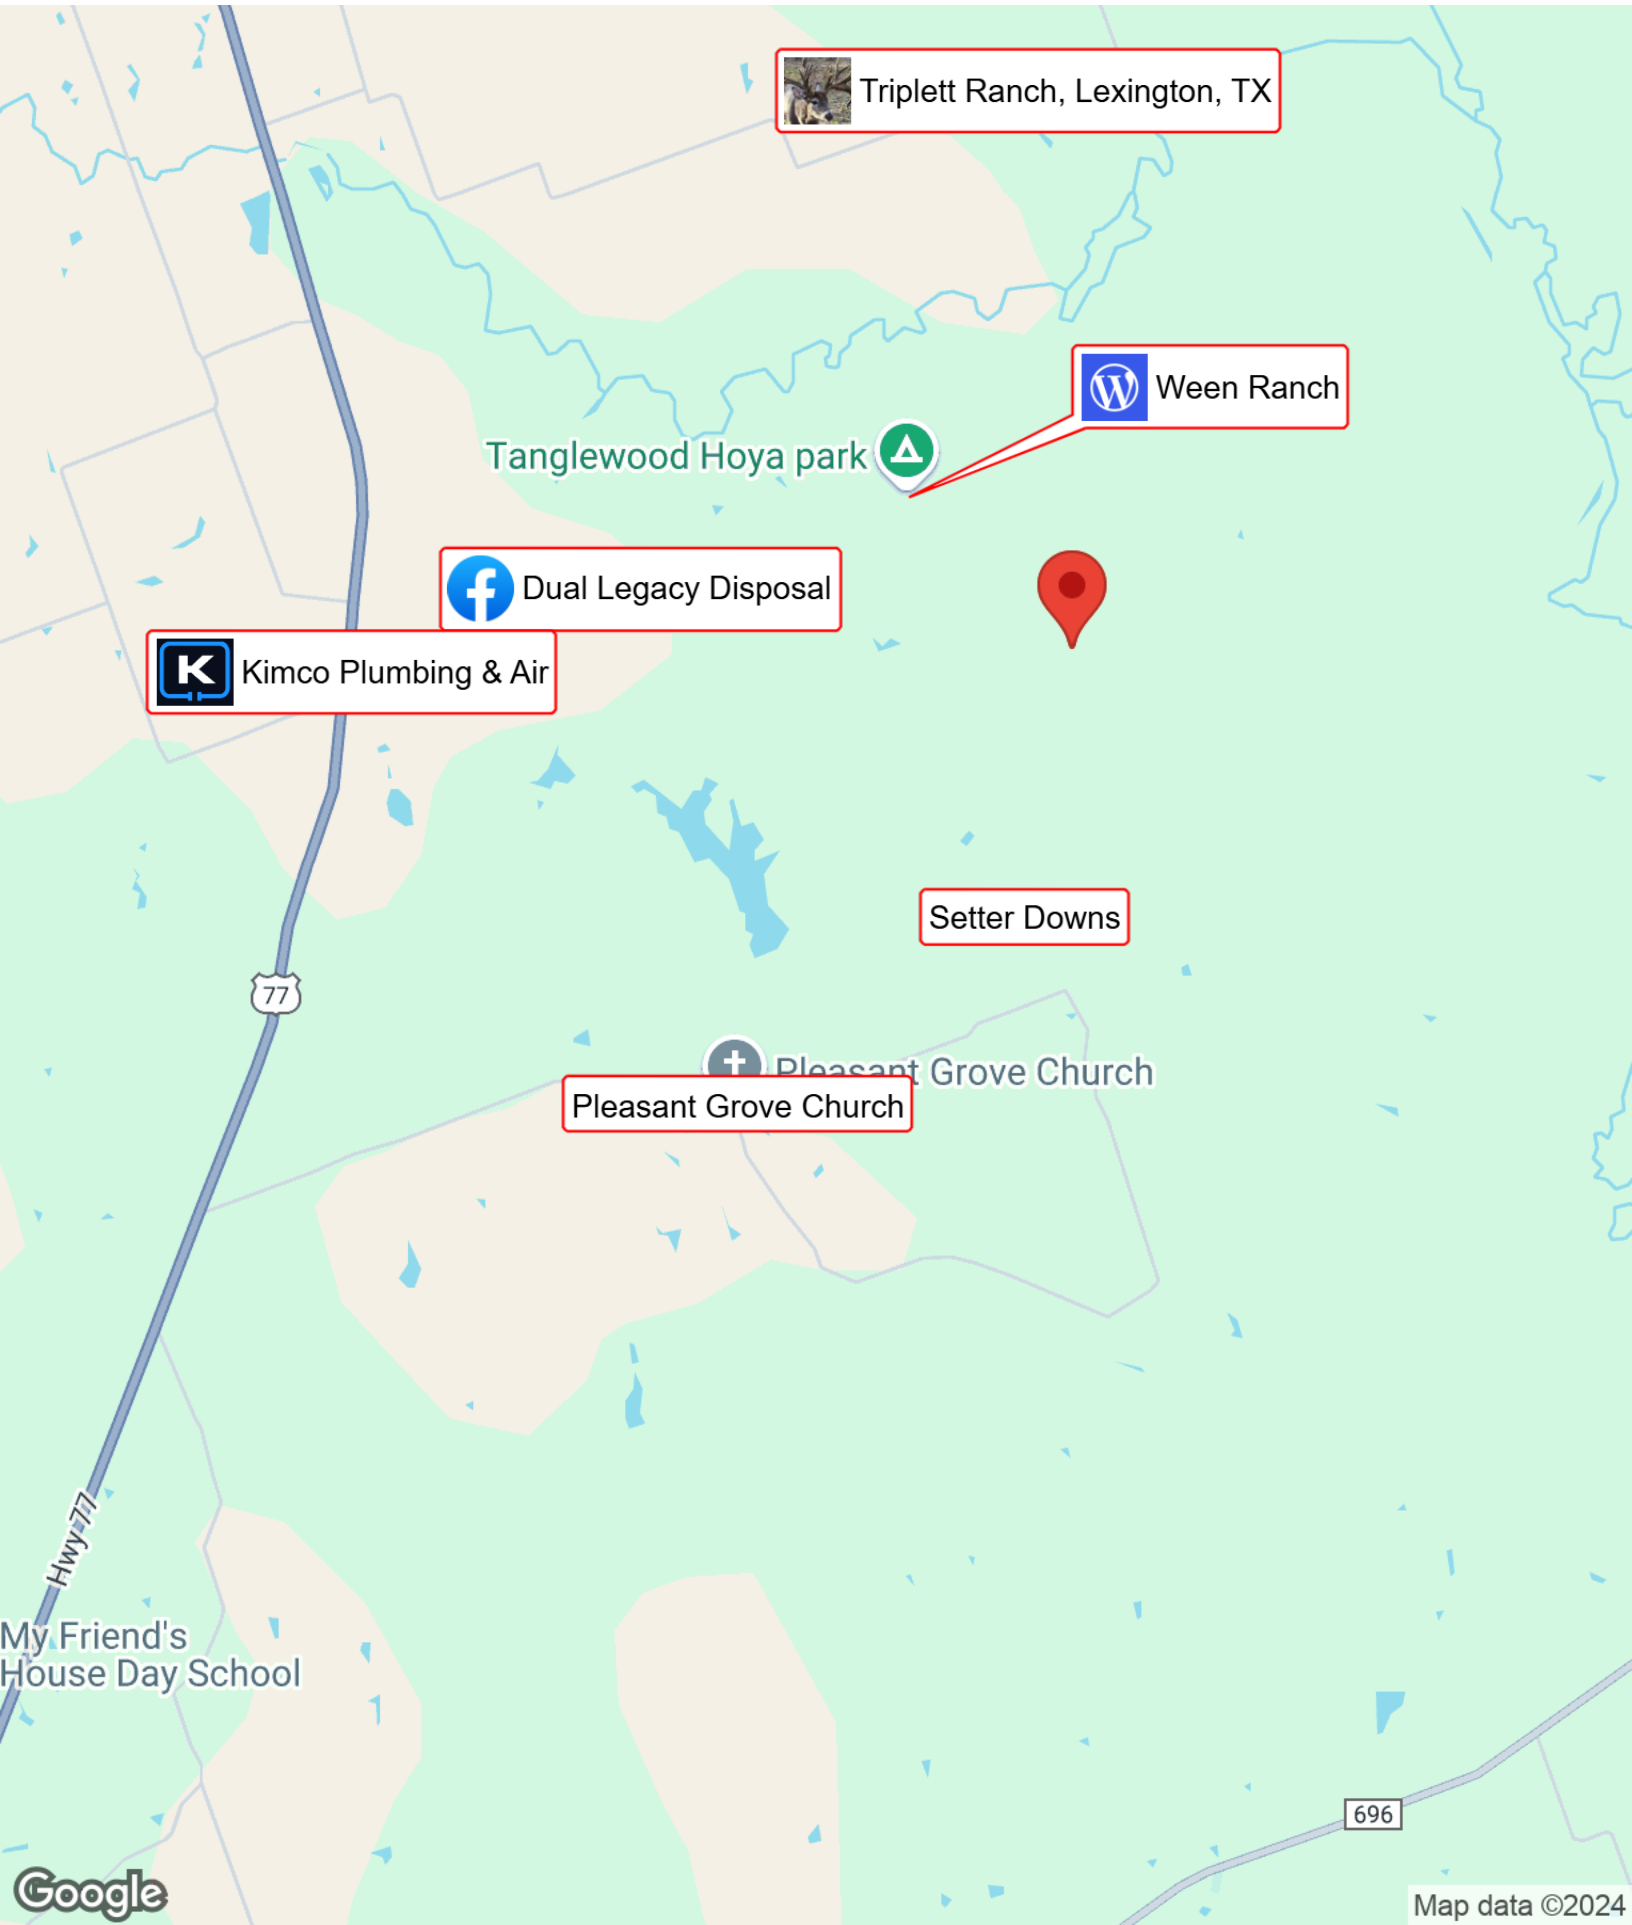 Triplett Ranch, Lexington, TX
W Ween Ranch
Tanglewood Hoya park
f Dual Legacy Disposal
K Kimco Plumbing & Air
Setter Downs
77
Pleasant Grove Church
Pleasant Grove Church
Hwy 77
My Friend's
House Day School
696
Google
Map data ©2024